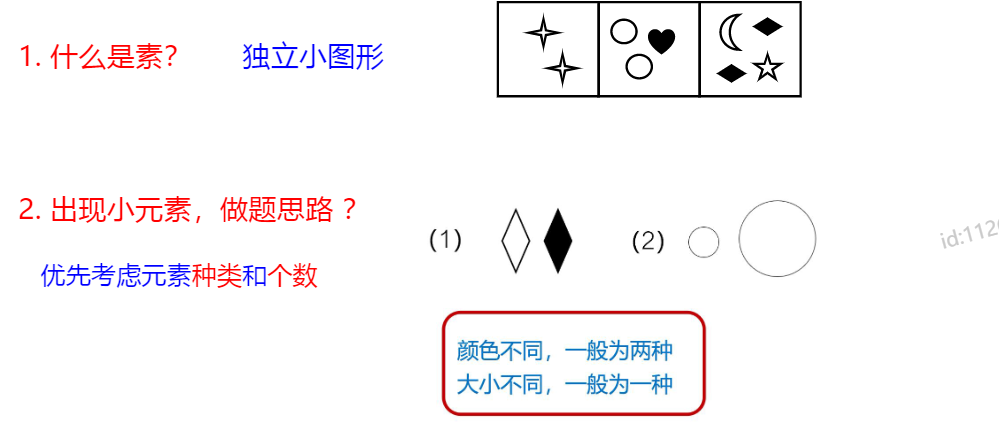 1. 什么是素? 独立小图形
2. 出现小元素，做题思路？
(1) (2)
优先考虑元素种类和个数
颜色不同，一般为两种
大小不同，一般为一种